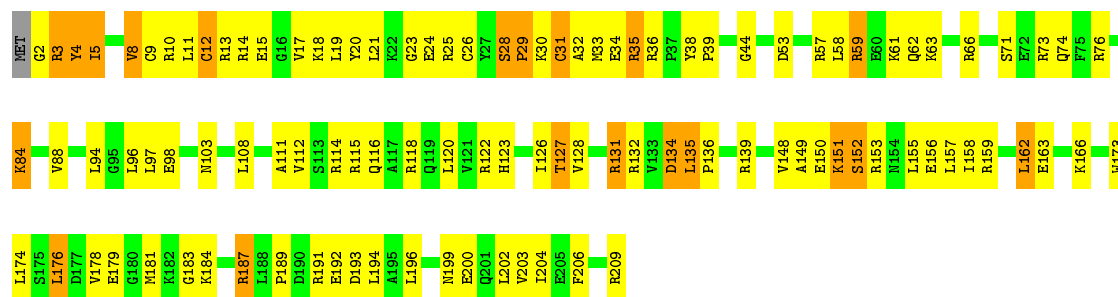 MET G2 R3 Y4 I5 V8 C9 R10 L11 C12 R13 R14 E15 G16 V17 K18 L19 Y20 L21 K22 G23 E24 R25 C26 Y27 S28 P29 K30 C31 A32 M33 E34 R35 R36 P37 Y38 P39 G44 D53 R57 L58 R59 E60 K61 Q62 K63 R66 S71 E72 R73 Q74 F75 R76
K84 V88 L94 G95 L96 L97 E98 N103 L108 A111 V112 S113 R114 R115 Q116 A117 R118 Q119 L120 V121 R122 H123 I126 T127 V128 R131 R132 V133 D134 L135 P136 R139 V148 A149 E150 K151 S152 R153 N154 L155 E156 L157 I158 R159 L162 E163 K166 W173
L174 S175 L176 D177 V178 E179 G180 M181 K182 G183 K184 R187 L188 P189 D190 R191 E192 D193 L194 A195 L196 N199 E200 Q201 L202 V203 I204 E205 F206 R209